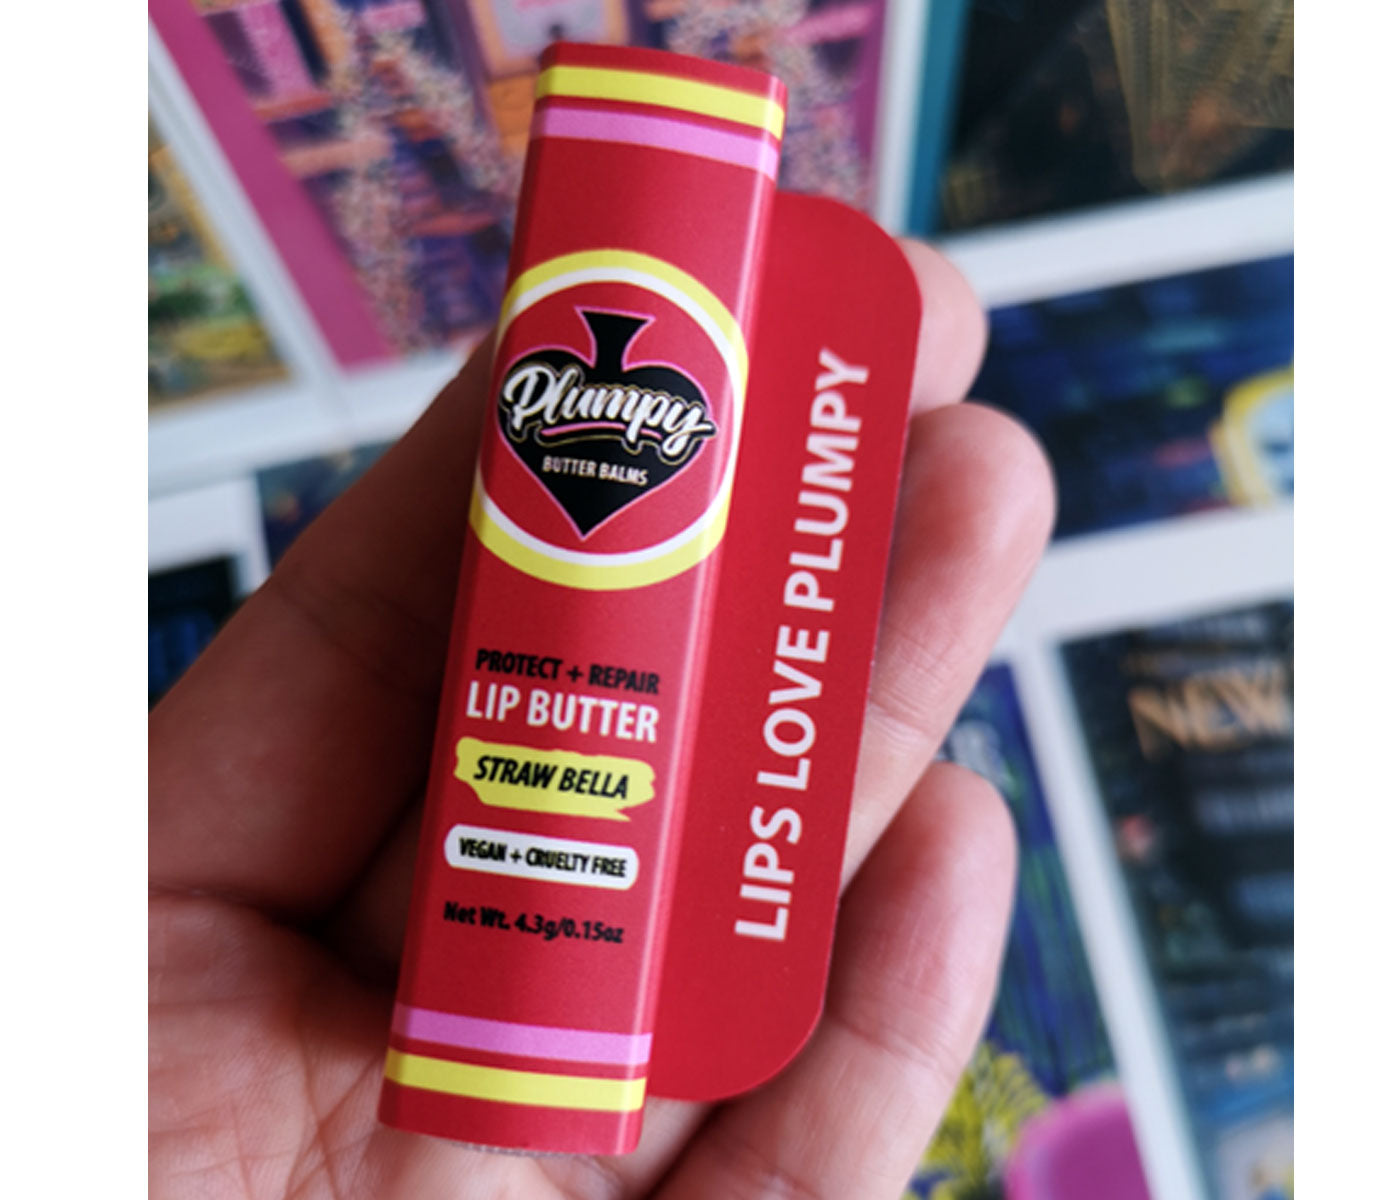 Plumpy
BUTTER BALMS
PROTECT + REPAIR
LIP BUTTER
STRAW BELLA
VEGAN + CRUELTY FREE
Net Wt. 4.3g/0.15oz
LIPS LOVE PLUMPY
NEW